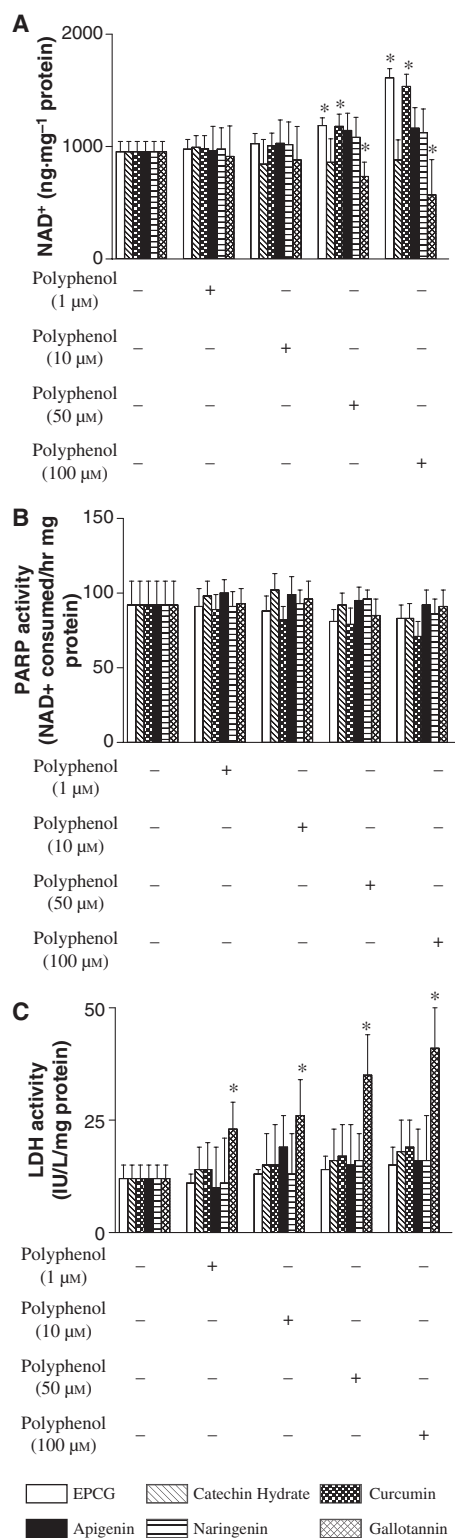 A
NAD+ (ng·mg−1 protein)
2000
1000
0
* * *
* * *
Polyphenol
(1 µM) – + – – –
Polyphenol
(10 µM) – – + – –
Polyphenol
(50 µM) – – – + –
Polyphenol
(100 µM) – – – – +
B
PARP activity
(NAD+ consumed/hr mg
protein)
150
100
50
0
Polyphenol
(1 µM) – + – – –
Polyphenol
(10 µM) – – + – –
Polyphenol
(50 µM) – – – + –
Polyphenol
(100 µM) – – – – +
C
LDH activity
(IU/L/mg protein)
50
25
0
* * * *
Polyphenol
(1 µM) – + – – –
Polyphenol
(10 µM) – – + – –
Polyphenol
(50 µM) – – – + –
Polyphenol
(100 µM) – – – – +
EPCG Catechin Hydrate Curcumin
Apigenin Naringenin Gallotannin